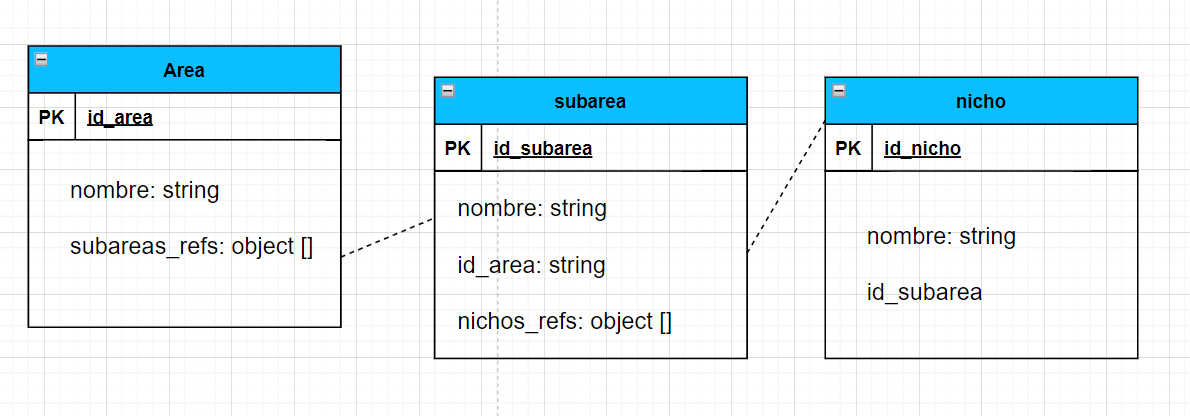 Area
PK id_area
nombre: string
subareas_refs: object []
subarea
PK id_subarea
nombre: string
id_area: string
nichos_refs: object []
nicho
PK id_nicho
nombre: string
id_subarea